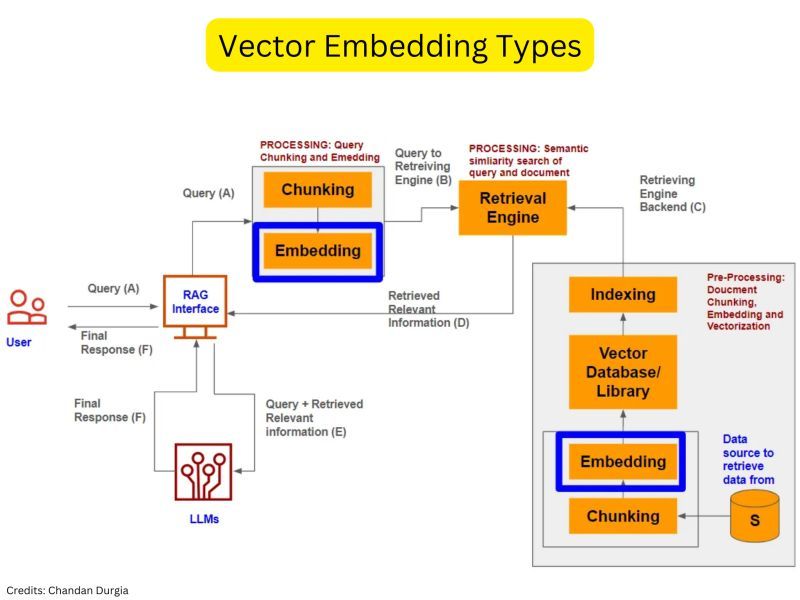 Vector Embedding Types
PROCESSING: Query
Chunking and Emedding
Chunking
Embedding
Query (A)
Query to
Retreiving
Engine (B)
PROCESSING: Semantic
simliarity search of
query and document
Retrieval
Engine
Retrieving
Engine
Backend (C)
User
Query (A)
Final
Response (F)
RAG
Interface
Retrieved
Relevant
Information (D)
Final
Response (F)
Query + Retrieved
Relevant
information (E)
LLMs
Indexing
Pre-Processing:
Doucment
Chunking,
Embedding and
Vectorization
Vector
Database/
Library
Embedding
Chunking
Data
source to
retrieve
data from
S
Credits: Chandan Durgia